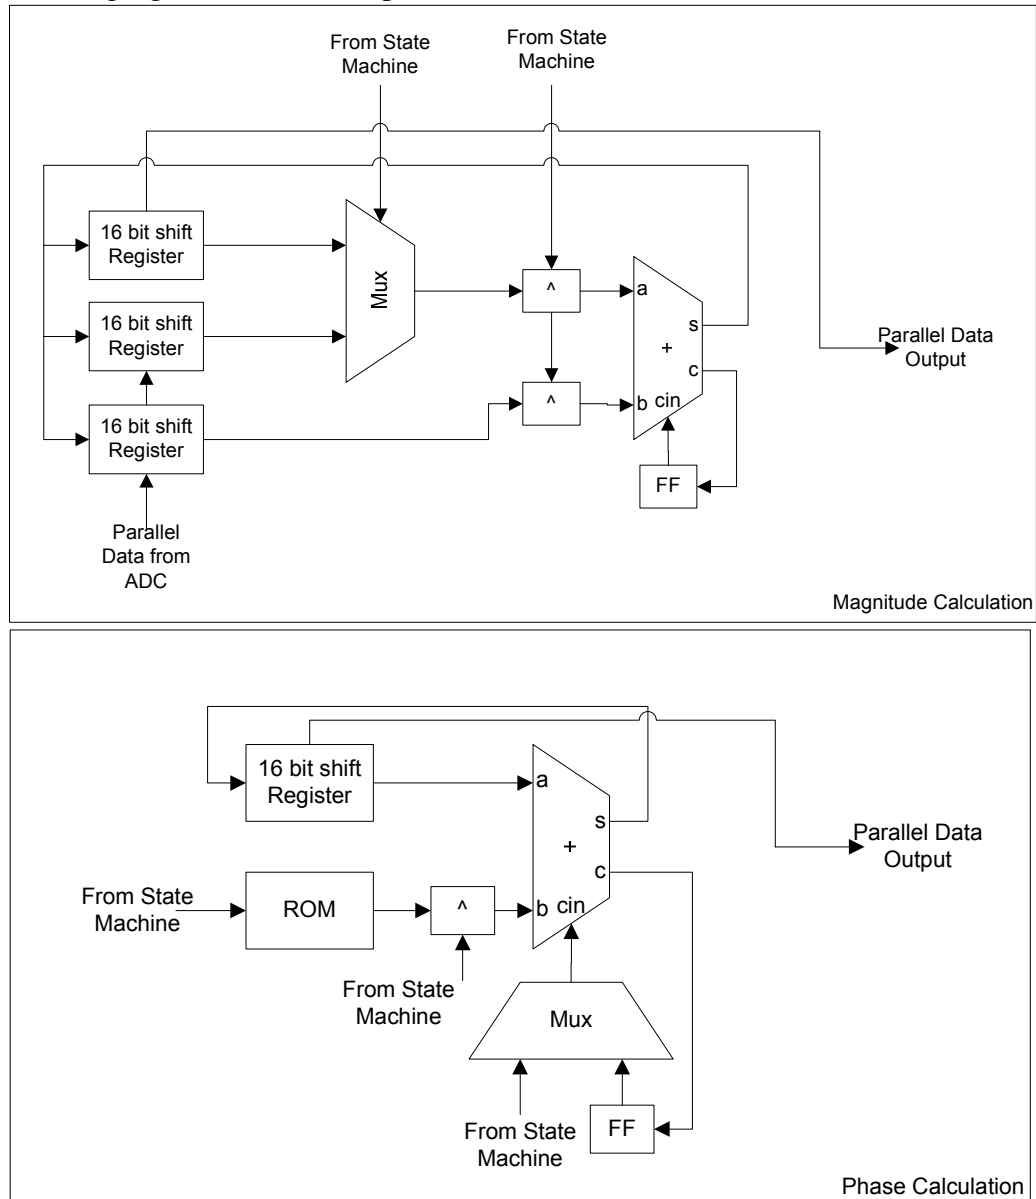 From State
Machine
From State
Machine
16 bit shift
Register
16 bit shift
Register
16 bit shift
Register
Mux
^
^
a
s
+
c
b cin
FF
Parallel Data
Output
Parallel
Data from
ADC
Magnitude Calculation
16 bit shift
Register
a
s
+
c
b cin
Parallel Data
Output
From State
Machine
ROM
^
From State
Machine
Mux
From State
Machine
FF
Phase Calculation